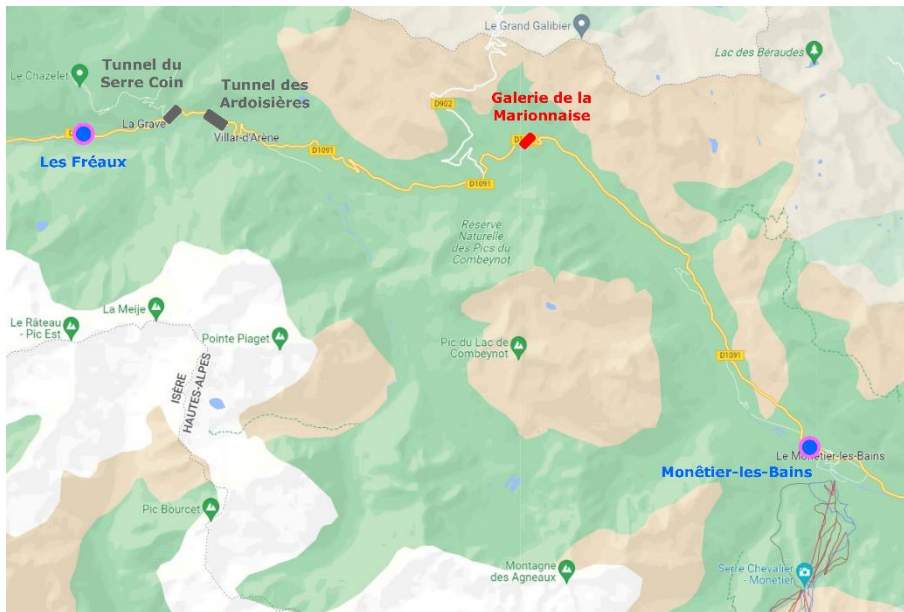 Le Grand Galibier
Lac des Béraudes
Tunnel du
Serre Coin
Le Chazelet
Tunnel des
Ardoisières
Galerie de la
Marionnaise
D902
La Grave
Villar-d'Arène
Les Fréaux
D1091
D1091
Réserve
Naturelle
des Pics du
Combeynot
La Meije
Le Râteau
- Pic Est
Pointe Piaget
Pic du Lac de
Combeynot
D1091
ISÈRE
HAUTES-ALPES
Le Monêtier-les-Bains
Monêtier-les-Bains
Pic Bourcet
Montagne
des Agneaux
Serre Chevalier
- Monetier